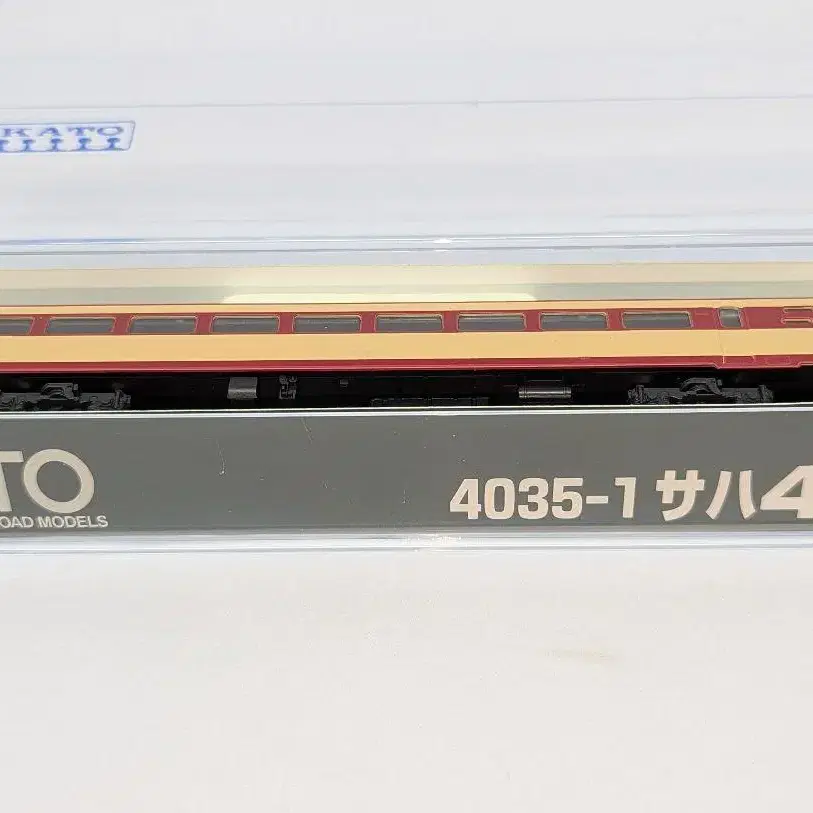 KATO
TO
OAD MODELS
4035-1 サハ4